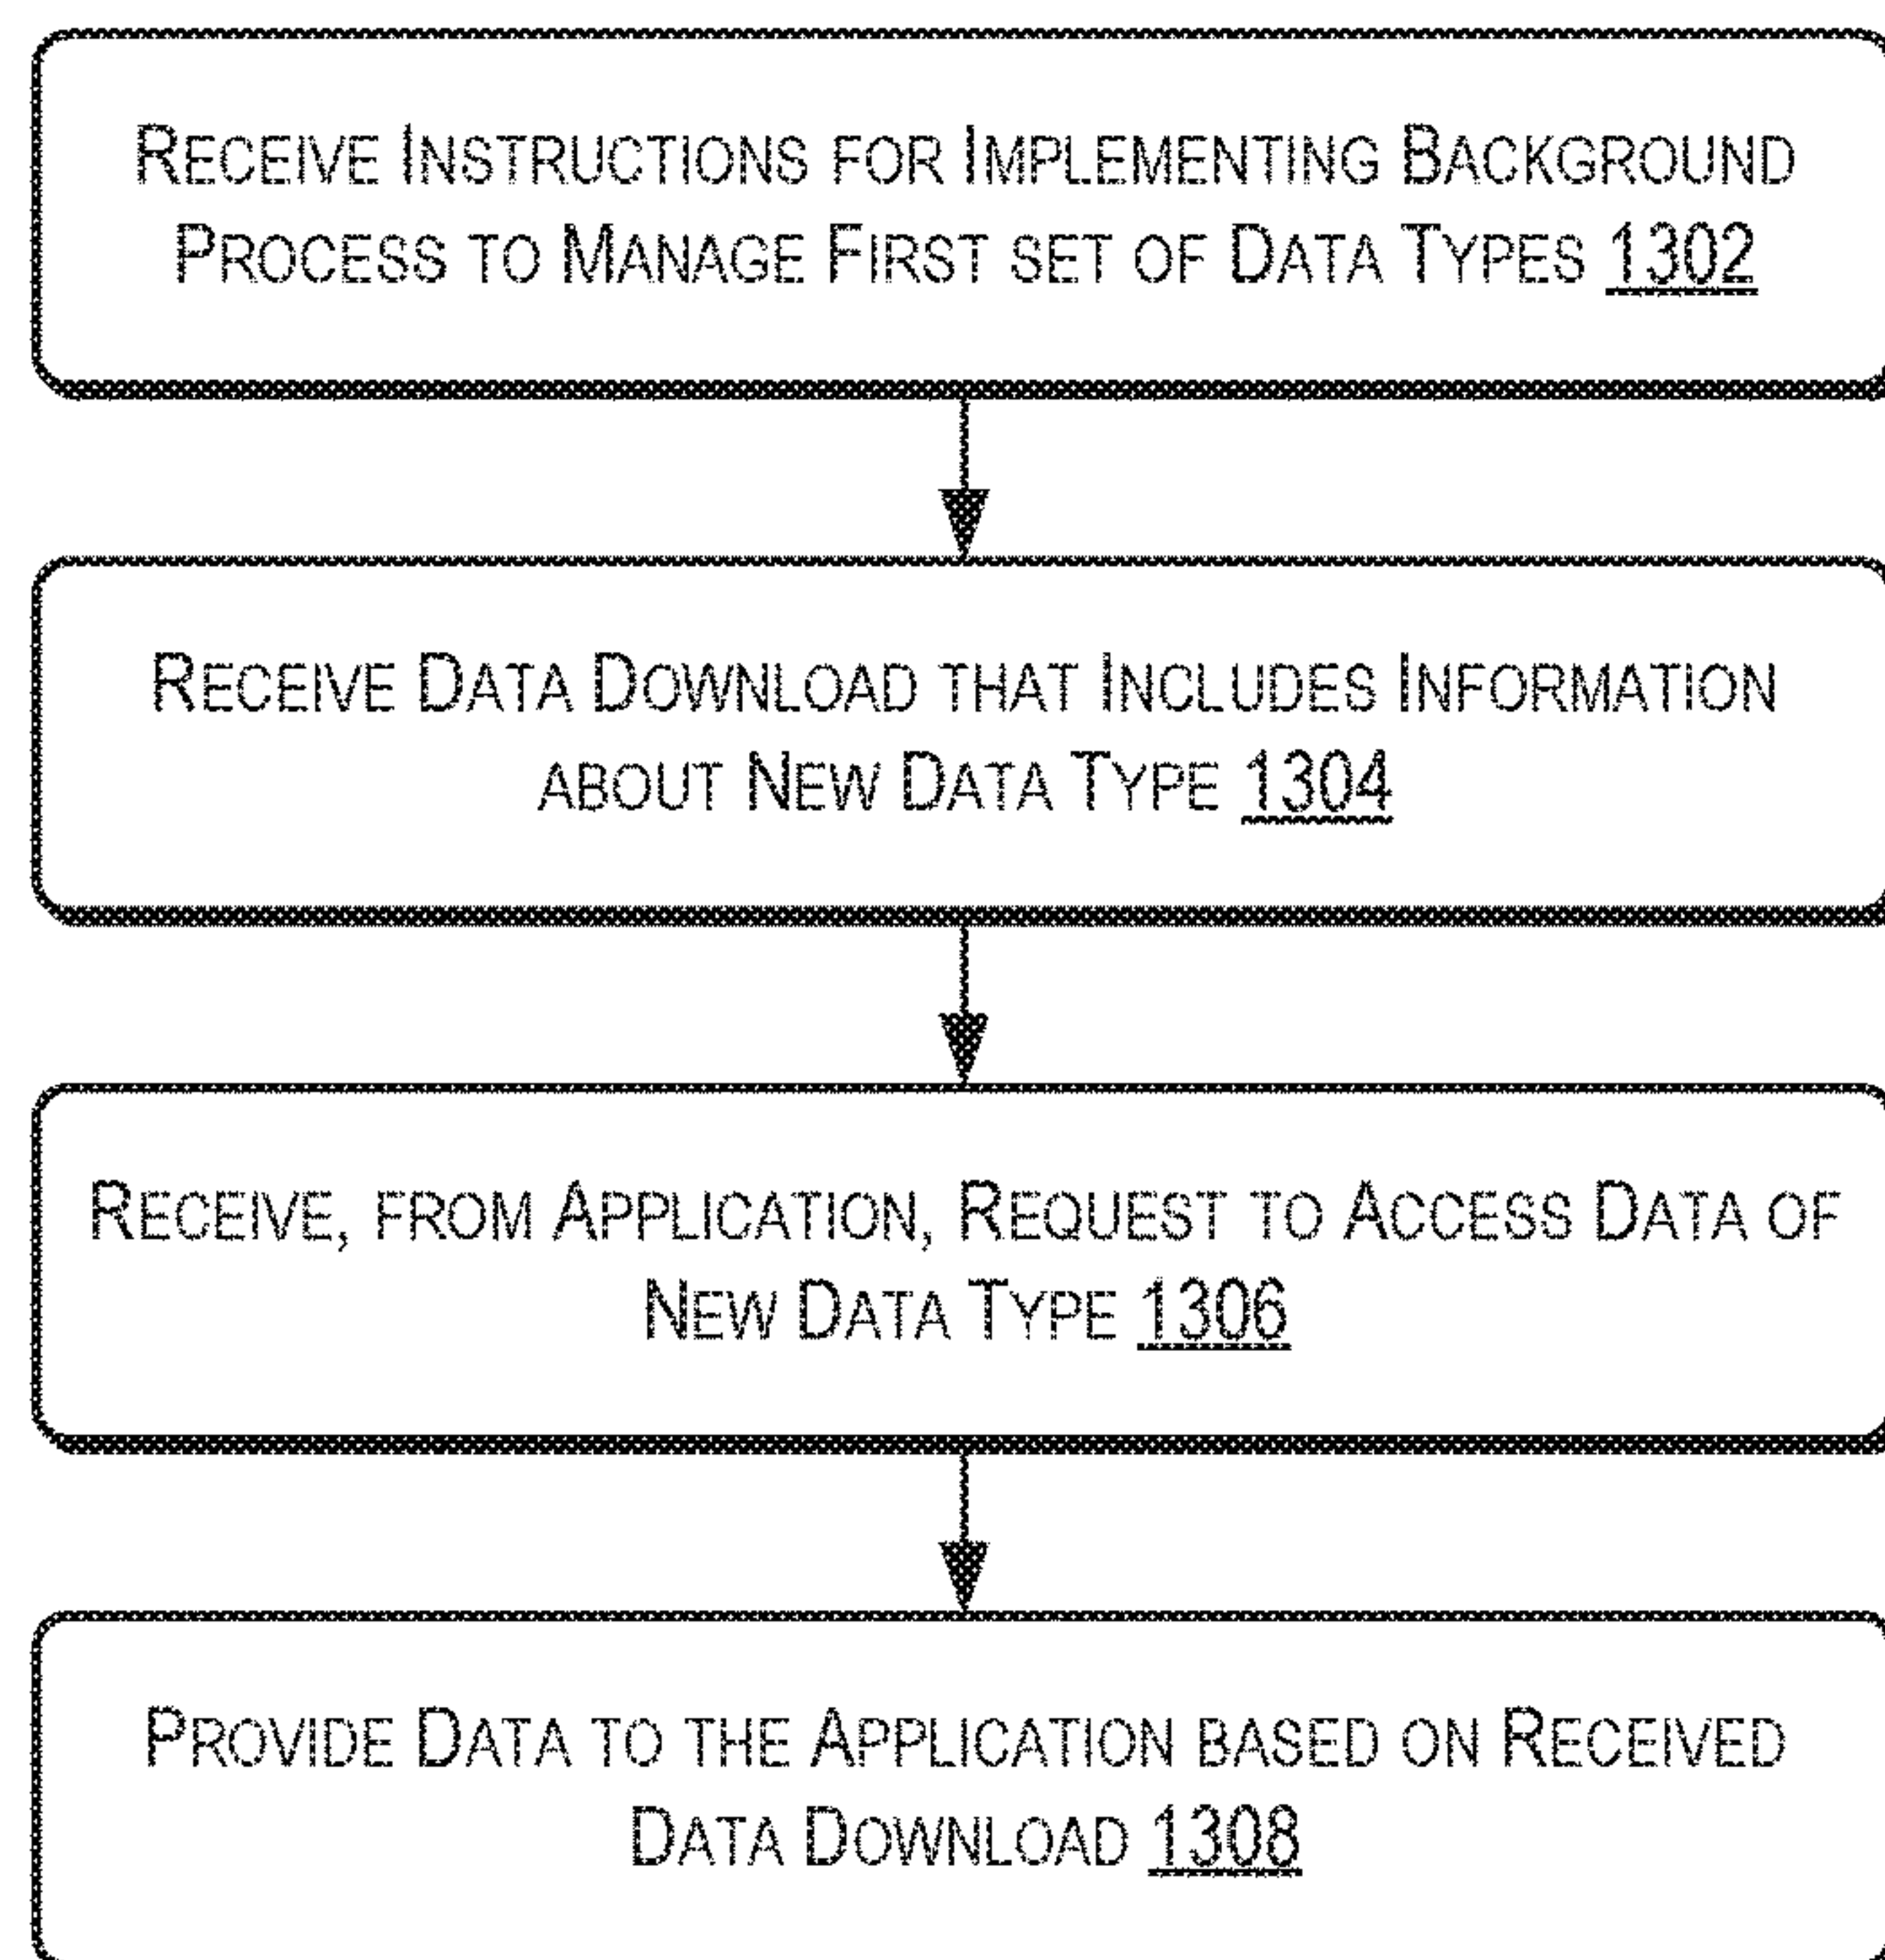 RECEIVE INSTRUCTIONS FOR IMPLEMENTING BACKGROUND
PROCESS TO MANAGE FIRST SET OF DATA TYPES 1302
RECEIVE DATA DOWNLOAD THAT INCLUDES INFORMATION
ABOUT NEW DATA TYPE 1304
RECEIVE, FROM APPLICATION, REQUEST TO ACCESS DATA OF
NEW DATA TYPE 1306
PROVIDE DATA TO THE APPLICATION BASED ON RECEIVED
DATA DOWNLOAD 1308